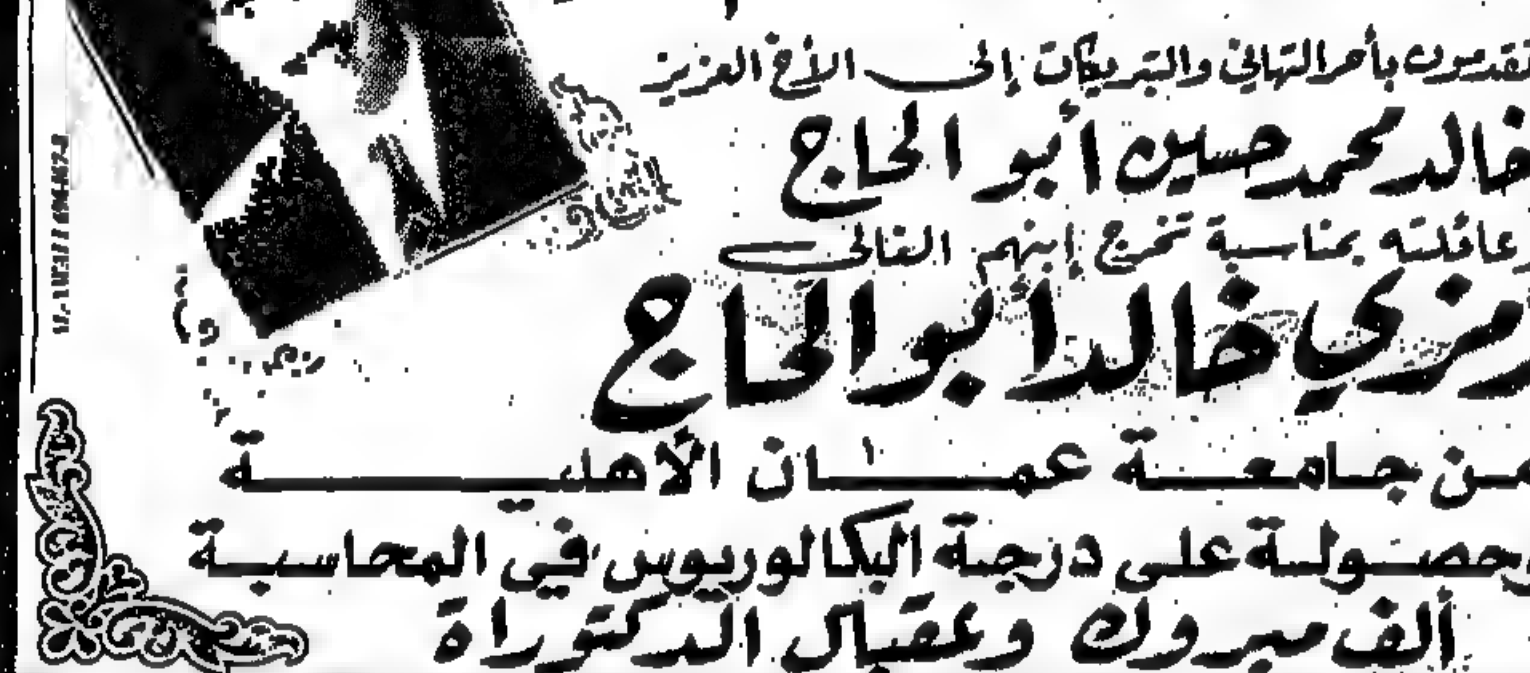 يتقدمون بأحر التهاني والتبريكات إلى الأخ العزيز
خالد محمد حسين أبو الحاج
وعائلته بمناسبة تخرج إبنهم الغالي
رمزي خالد أبو الحاج
من جامعة عمان الأهلية
وحصولة على درجة البكالوريوس في المحاسبة
ألف مبروك وعقبال الدكتوراة